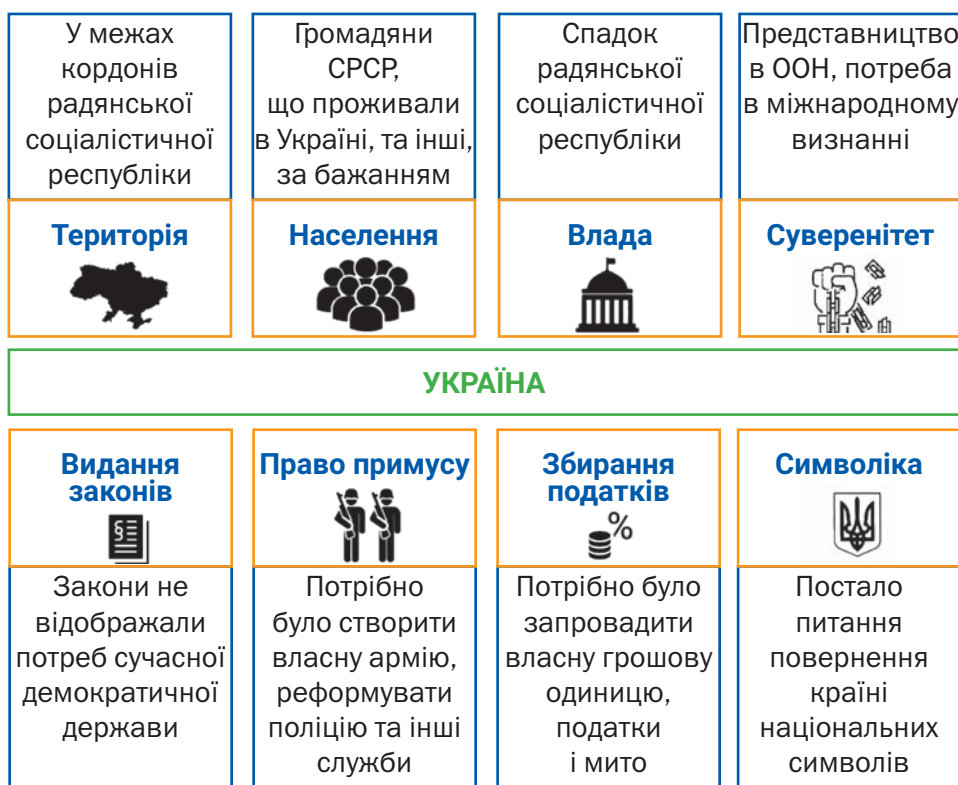 У межах
кордонів
радянської
соціалістичної
республіки
Територія
Громадяни
СРСР,
що проживали
в Україні, та інші,
за бажанням
Населення
Спадок
радянської
соціалістичної
республіки
Влада
Представництво
в ООН, потреба
в міжнародному
визнанні
Суверенітет
УКРАЇНА
Видання
законів
§
Закони не
відображали
потреб сучасної
демократичної
держави
Право примусу
Потрібно
було створити
власну армію,
реформувати
поліцію та інші
служби
Збирання
податків
%
Потрібно було
запровадити
власну грошову
одиницю,
податки
і мито
Символіка
Постало
питання
повернення
країні
національних
символів